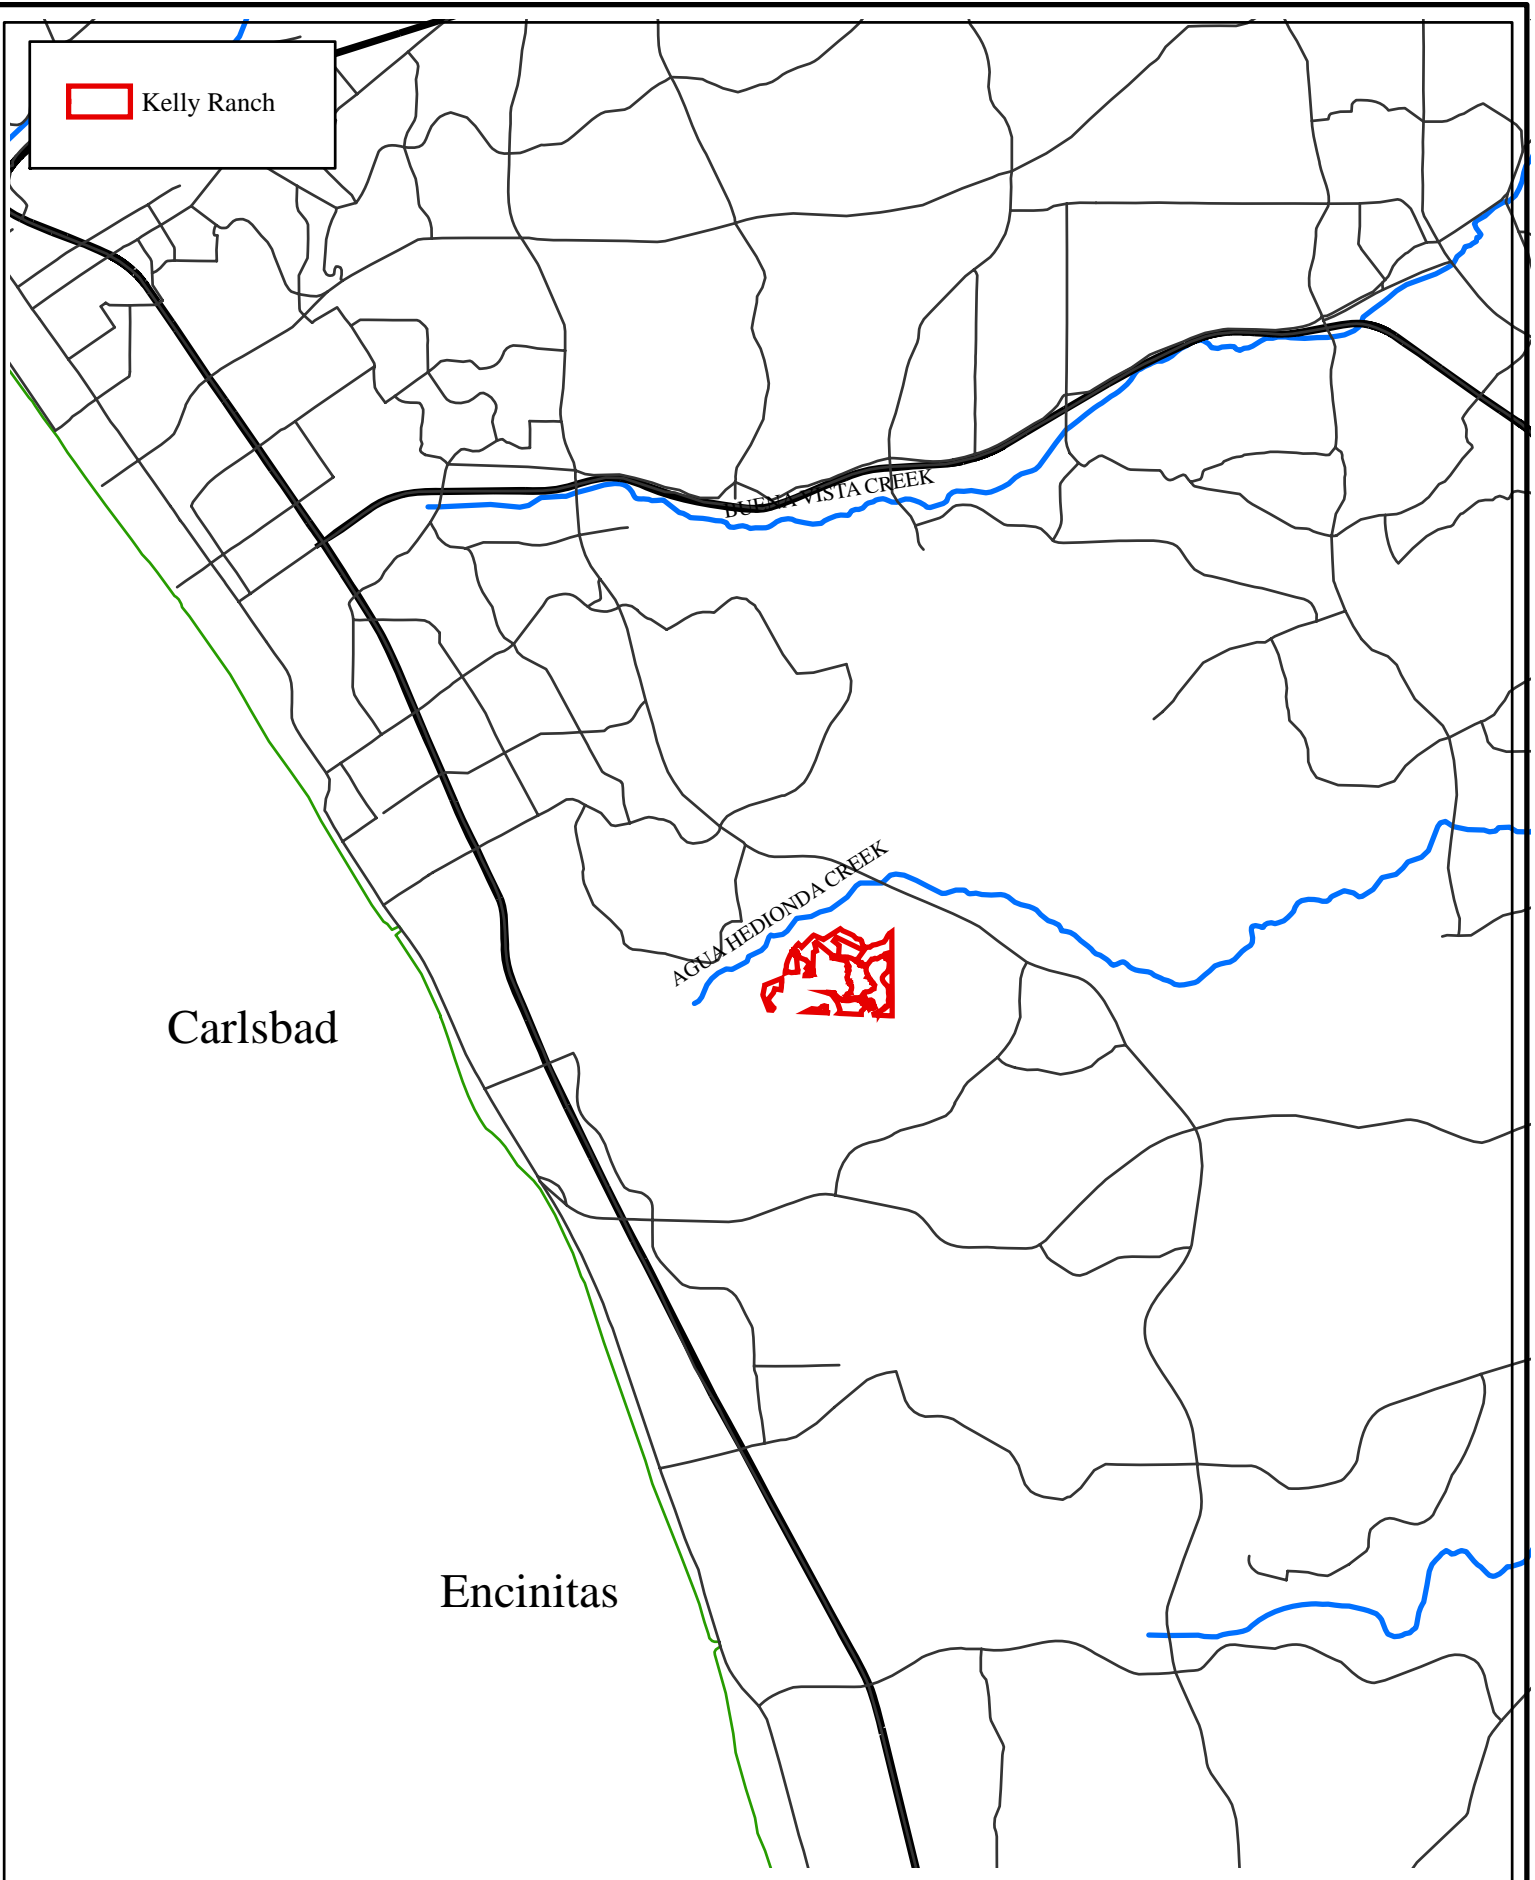 Kelly Ranch
BUENA VISTA CREEK
AGUA HEDIONDA CREEK
Carlsbad
Encinitas